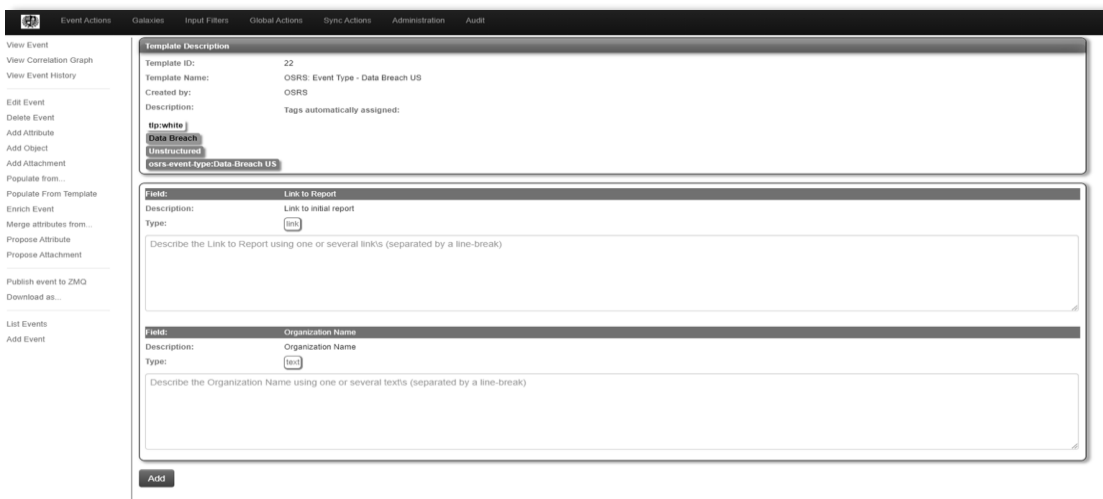 Event Actions Galaxies Input Filters Global Actions Sync Actions Administration Audit
View Event
View Correlation Graph
View Event History
Edit Event
Delete Event
Add Attribute
Add Object
Add Attachment
Populate from...
Populate From Template
Enrich Event
Merge attributes from...
Propose Attribute
Propose Attachment
Publish event to ZMQ
Download as...
List Events
Add Event
Template Description
Template ID: 22
Template Name: OSRS: Event Type - Data Breach US
Created by: OSRS
Description: Tags automatically assigned:
tlp:white
Data Breach
Unstructured
osrs-event-type:Data-Breach US
Field: Link to Report
Description: Link to initial report
Type: link
Describe the Link to Report using one or several link\s (separated by a line-break)
Field: Organization Name
Description: Organization Name
Type: text
Describe the Organization Name using one or several text\s (separated by a line-break)
Add